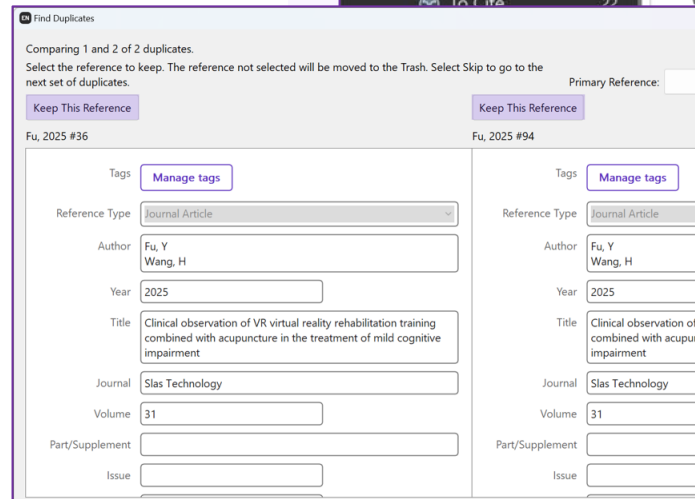 To Cite 22
EN Find Duplicates
Comparing 1 and 2 of 2 duplicates.
Select the reference to keep. The reference not selected will be moved to the Trash. Select Skip to go to the
next set of duplicates.
Primary Reference:
Keep This Reference Keep This Reference
Fu, 2025 #36 Fu, 2025 #94
Tags Manage tags Tags Manage tags
Reference Type Journal Article Reference Type Journal Article
Author Fu, Y Author Fu, Y
Wang, H Wang, H
Year 2025 Year 2025
Title Clinical observation of VR virtual reality rehabilitation training Title Clinical observation of
combined with acupuncture in the treatment of mild cognitive combined with acupun
impairment impairment
Journal Slas Technology Journal Slas Technology
Volume 31 Volume 31
Part/Supplement Part/Supplement
Issue Issue